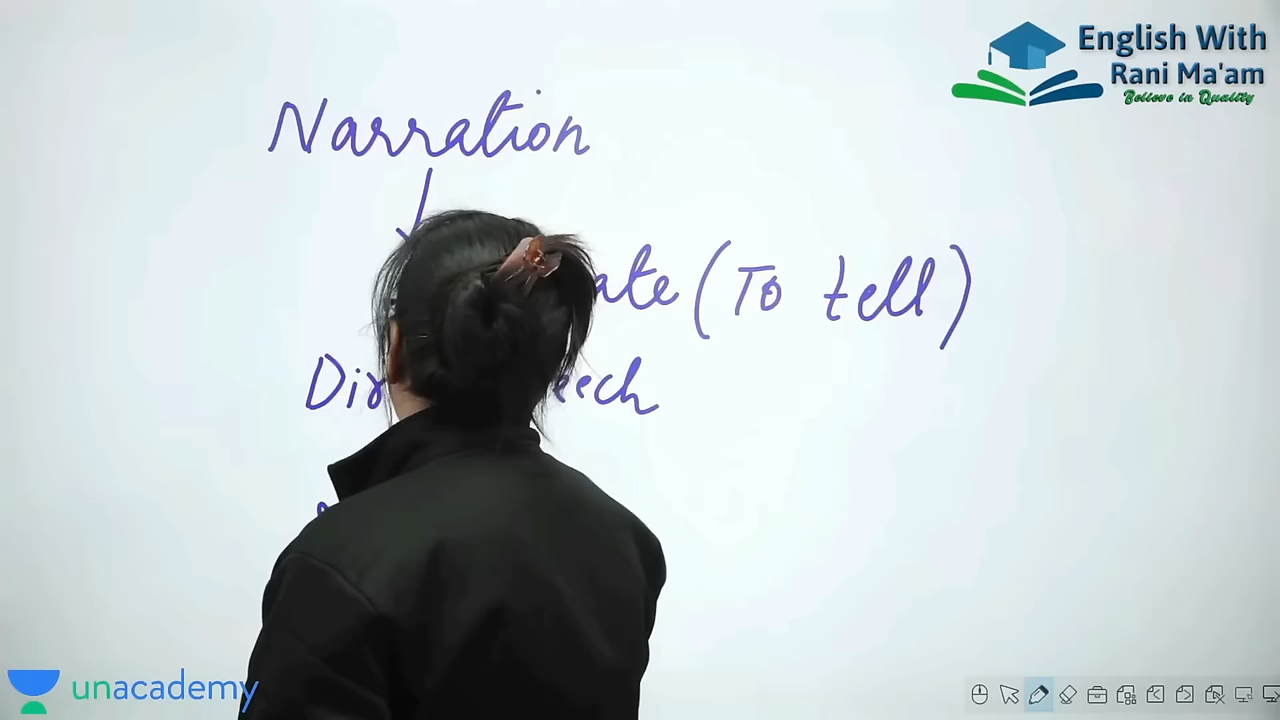 English With
Rani Ma'am
Believe in Quality
Narration
ate (To tell)
Dir eech
unacademy